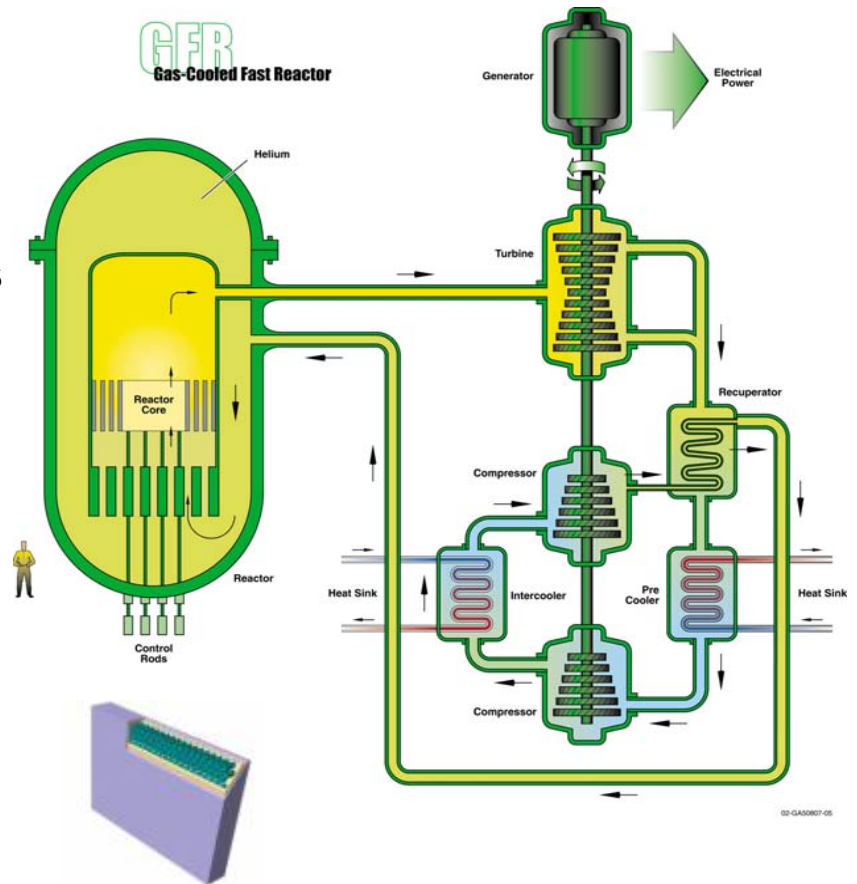 GFR
Gas-Cooled Fast Reactor
Generator
Electrical
Power
Helium
Turbine
Reactor
Core
Recuperator
Compressor
Reactor
Heat Sink
Intercooler
Pre
Cooler
Heat Sink
Control
Rods
Compressor
02-GA50807-05